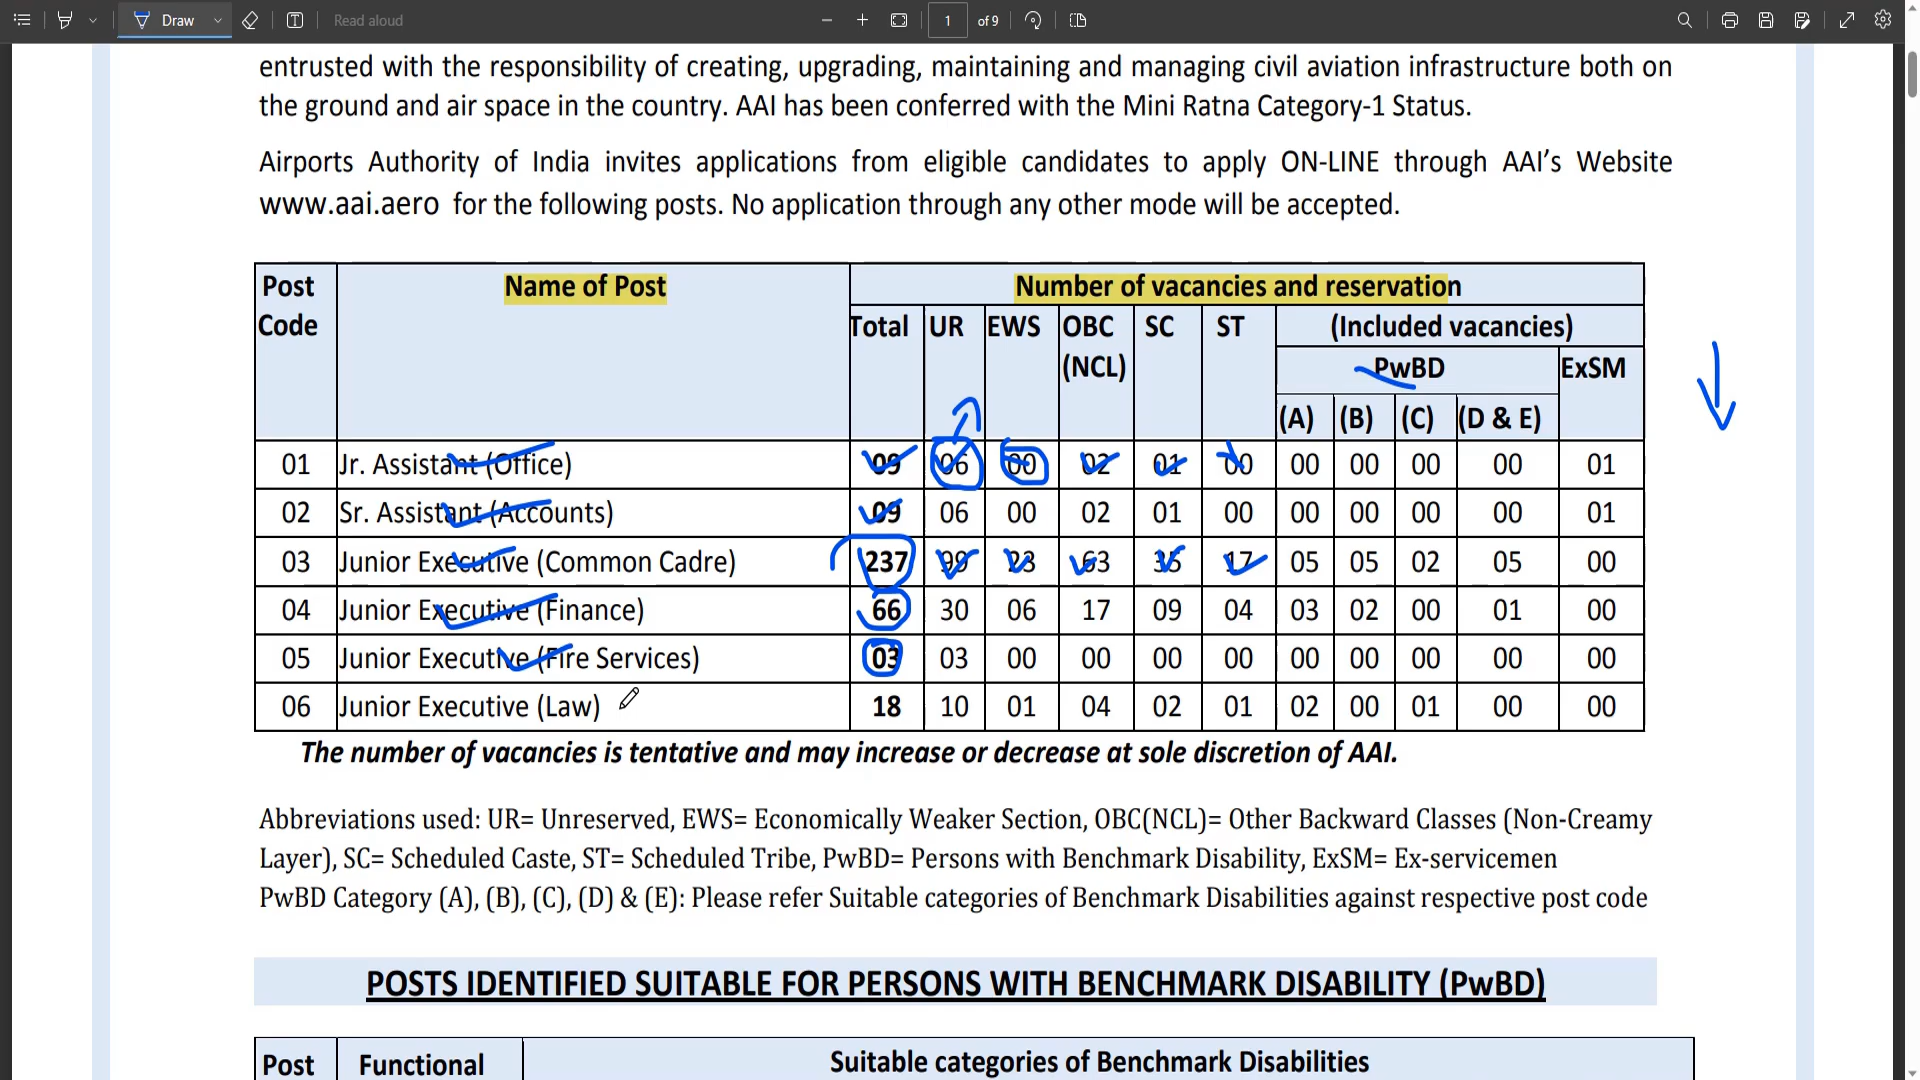 Draw
Read aloud
1
of 9
entrusted with the responsibility of creating, upgrading, maintaining and managing civil aviation infrastructure both on
the ground and air space in the country. AAI has been conferred with the Mini Ratna Category-1 Status.
Airports Authority of India invites applications from eligible candidates to apply ON-LINE through AAI’s Website
www.aai.aero for the following posts. No application through any other mode will be accepted.
Post Code Name of Post Number of vacancies and reservation
Total UR EWS OBC (NCL) SC ST (Included vacancies)
PwBD ExSM
(A) (B) (C) (D & E)
01 Jr. Assistant (Office) 09 06 00 02 01 00 00 00 00 00 01
02 Sr. Assistant (Accounts) 09 06 00 02 01 00 00 00 00 00 01
03 Junior Executive (Common Cadre) 237 99 23 63 35 17 05 05 02 05 00
04 Junior Executive (Finance) 66 30 06 17 09 04 03 02 00 01 00
05 Junior Executive (Fire Services) 03 03 00 00 00 00 00 00 00 00 00
06 Junior Executive (Law) 18 10 01 04 02 01 02 00 01 00 00
The number of vacancies is tentative and may increase or decrease at sole discretion of AAI.
Abbreviations used: UR= Unreserved, EWS= Economically Weaker Section, OBC(NCL)= Other Backward Classes (Non-Creamy
Layer), SC= Scheduled Caste, ST= Scheduled Tribe, PwBD= Persons with Benchmark Disability, ExSM= Ex-servicemen
PwBD Category (A), (B), (C), (D) & (E): Please refer Suitable categories of Benchmark Disabilities against respective post code
POSTS IDENTIFIED SUITABLE FOR PERSONS WITH BENCHMARK DISABILITY (PwBD)
Post Functional Suitable categories of Benchmark Disabilities